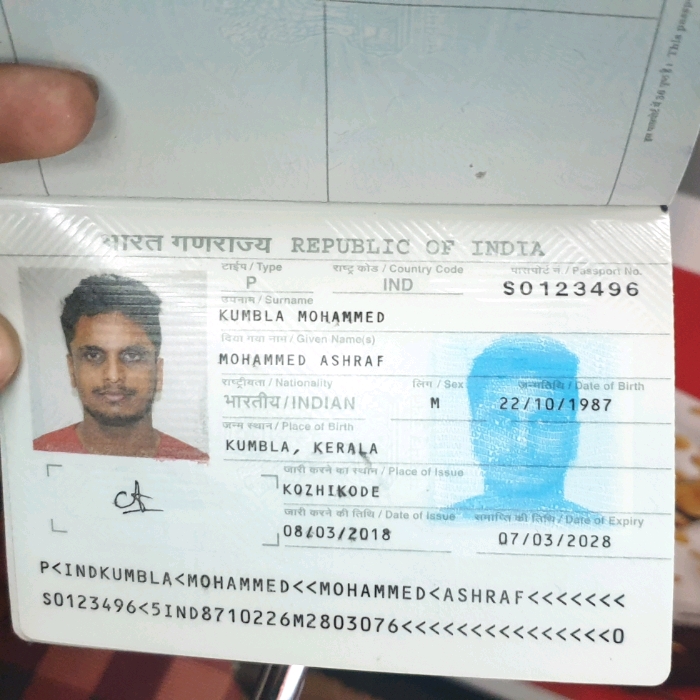 भारत गणराज्य REPUBLIC OF INDIA
टाईप / Type राष्ट्र कोड / Country Code पासपोर्ट नं. / Passport No.
P IND S0123496
उपनाम / Surname
KUMBLA MOHAMMED
दिया गया नाम / Given Name(s)
MOHAMMED ASHRAF
राष्ट्रीयता / Nationality लिंग / Sex जन्मतिथि / Date of Birth
भारतीय/INDIAN M 22/10/1987
जन्म स्थान / Place of Birth
KUMBLA, KERALA
जारी करने का स्थान / Place of Issue
KOZHIKODE
जारी करने की तिथि / Date of Issue समाप्ति की तिथि / Date of Expiry
08/03/2018 07/03/2028
P<INDKUMBLA<MOHAMMED<<MOHAMMED<ASHRAF<<<<<<<
S0123496<5IND8710226M2803076<<<<<<<<<<<<<<<0